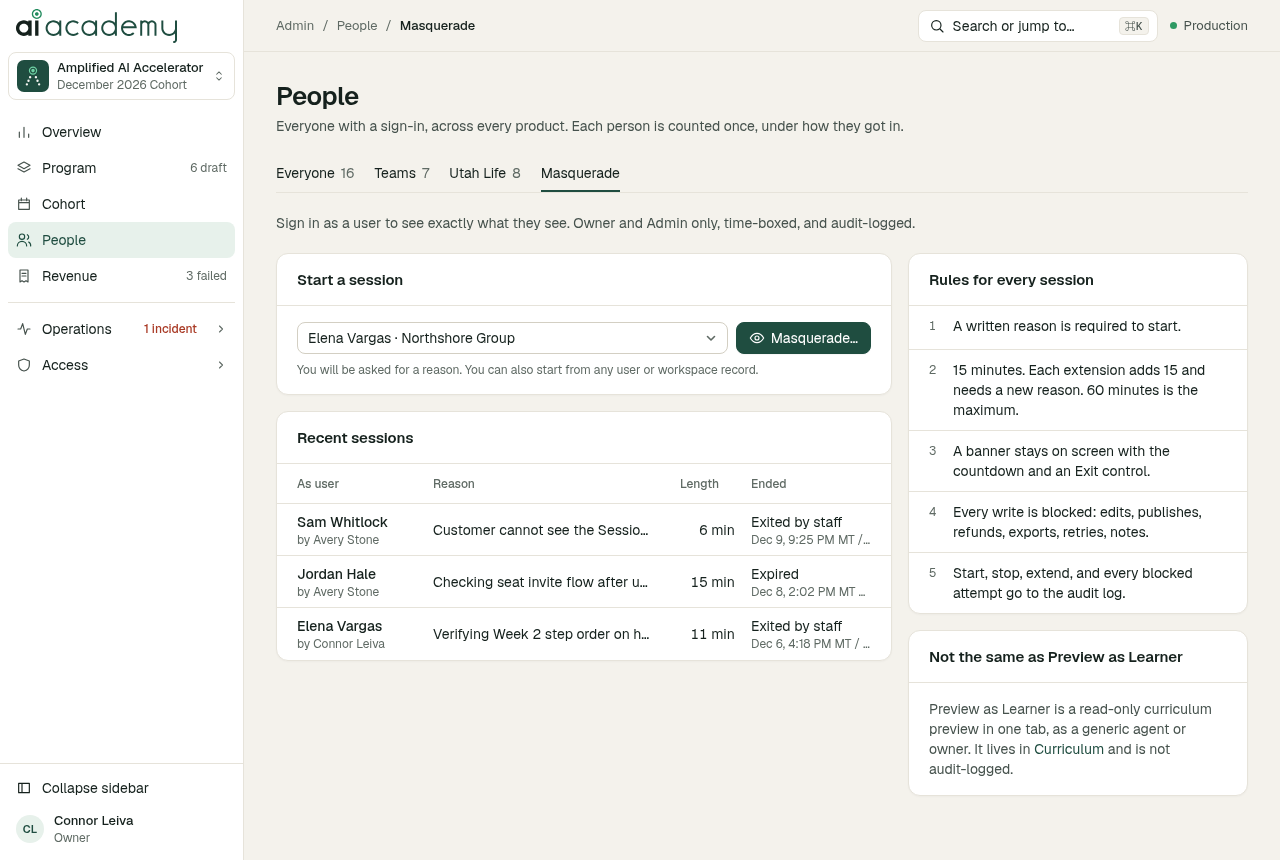 ai academy
Amplified AI Accelerator
December 2026 Cohort
Overview
Program 6 draft
Cohort
People
Revenue 3 failed
Operations 1 incident
Access
Collapse sidebar
CL
Connor Leiva
Owner
Admin / People / Masquerade
Search or jump to… ⌘K
Production
People
Everyone with a sign-in, across every product. Each person is counted once, under how they got in.
Everyone 16 Teams 7 Utah Life 8 Masquerade
Sign in as a user to see exactly what they see. Owner and Admin only, time-boxed, and audit-logged.
Start a session
Elena Vargas · Northshore Group
Masquerade…
You will be asked for a reason. You can also start from any user or workspace record.
Recent sessions
As user Reason Length Ended
Sam Whitlock
by Avery Stone
Customer cannot see the Sessio…
6 min
Exited by staff
Dec 9, 9:25 PM MT /…
Jordan Hale
by Avery Stone
Checking seat invite flow after u…
15 min
Expired
Dec 8, 2:02 PM MT …
Elena Vargas
by Connor Leiva
Verifying Week 2 step order on h…
11 min
Exited by staff
Dec 6, 4:18 PM MT / …
Rules for every session
1 A written reason is required to start.
2 15 minutes. Each extension adds 15 and
needs a new reason. 60 minutes is the
maximum.
3 A banner stays on screen with the
countdown and an Exit control.
4 Every write is blocked: edits, publishes,
refunds, exports, retries, notes.
5 Start, stop, extend, and every blocked
attempt go to the audit log.
Not the same as Preview as Learner
Preview as Learner is a read-only curriculum
preview in one tab, as a generic agent or
owner. It lives in Curriculum and is not
audit-logged.